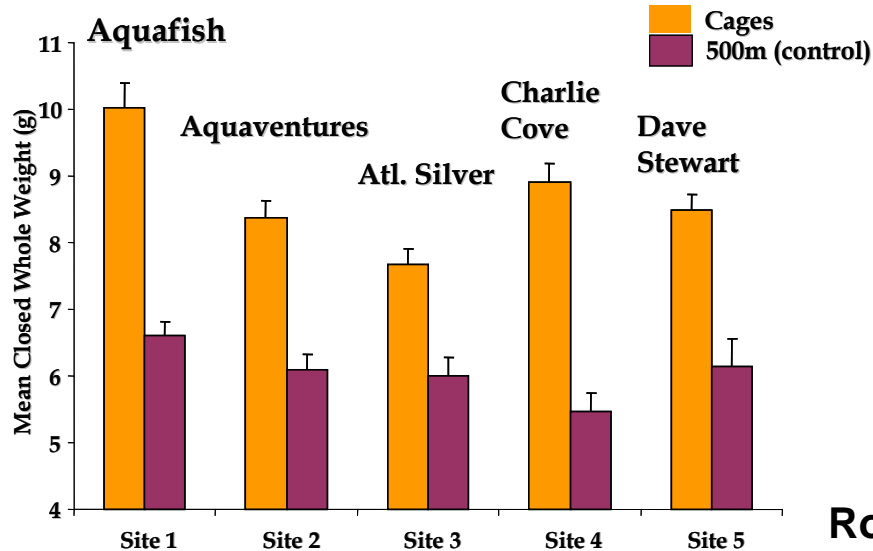 Aquafish
Cages
500m (control)
Aquaventures
Atl. Silver
Charlie
Cove
Dave
Stewart
Mean Closed Whole Weight (g)
11
10
9
8
7
6
5
4
Site 1
Site 2
Site 3
Site 4
Site 5